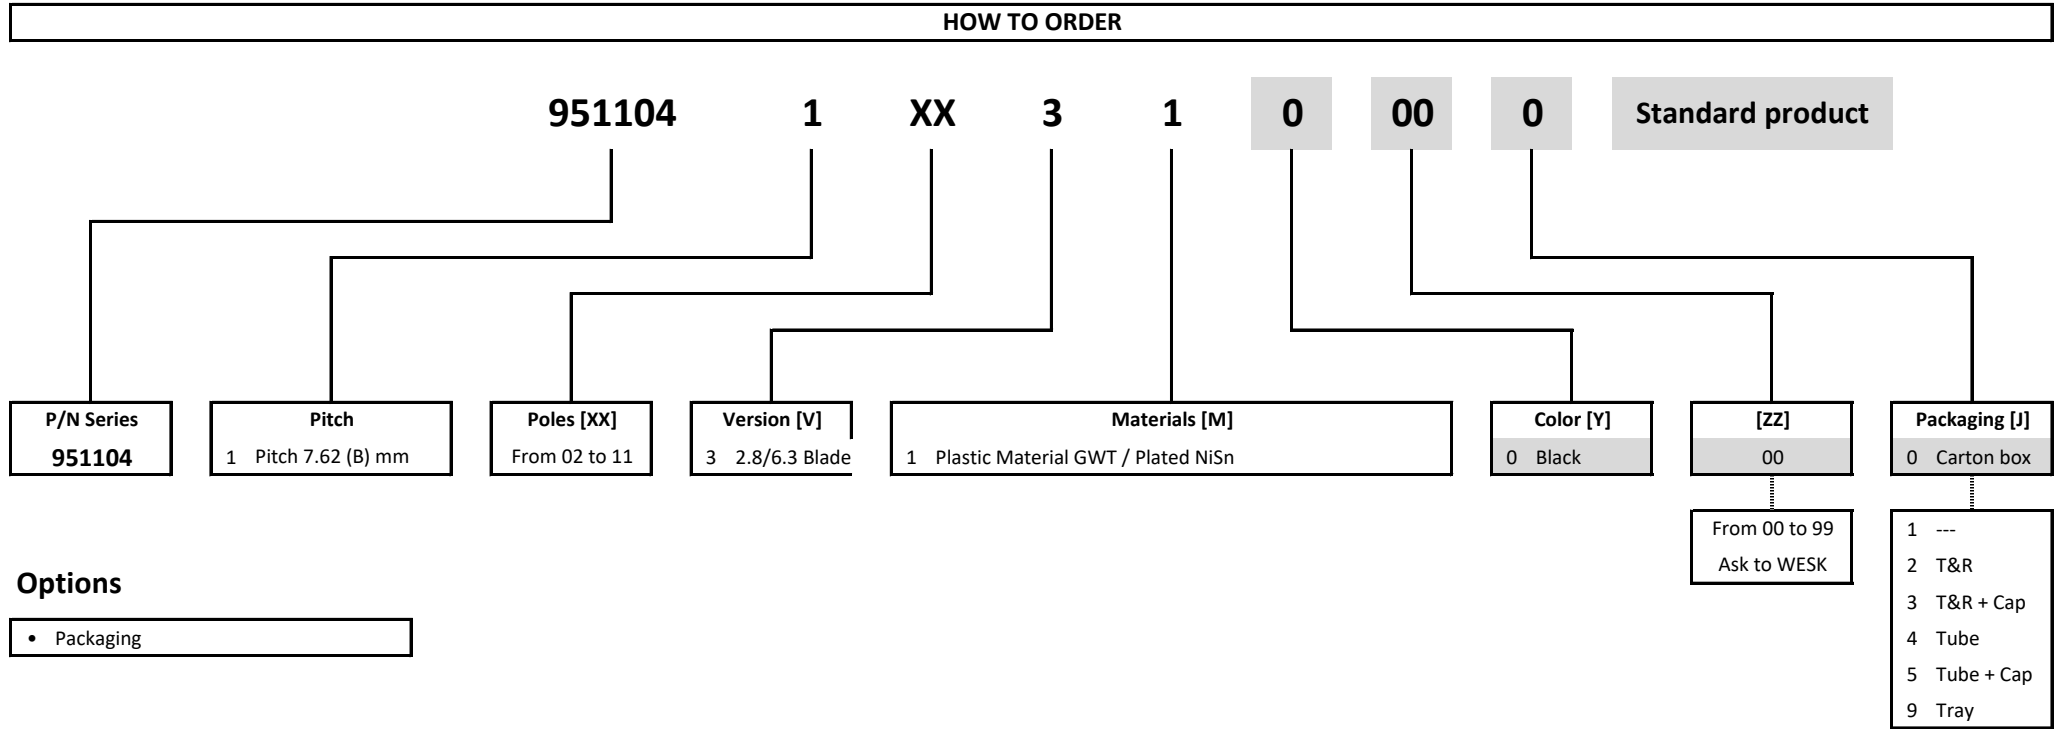 HOW TO ORDER
951104 1 XX 3 1 0 00 0 Standard product
P/N Series
951104
Pitch
1 Pitch 7.62 (B) mm
Poles [XX]
From 02 to 11
Version [V]
3 2.8/6.3 Blade
Materials [M]
1 Plastic Material GWT / Plated NiSn
Color [Y]
0 Black
[ZZ]
00
From 00 to 99
Ask to WESK
Packaging [J]
0 Carton box
1 ---
2 T&R
3 T&R + Cap
4 Tube
5 Tube + Cap
9 Tray
Options
• Packaging